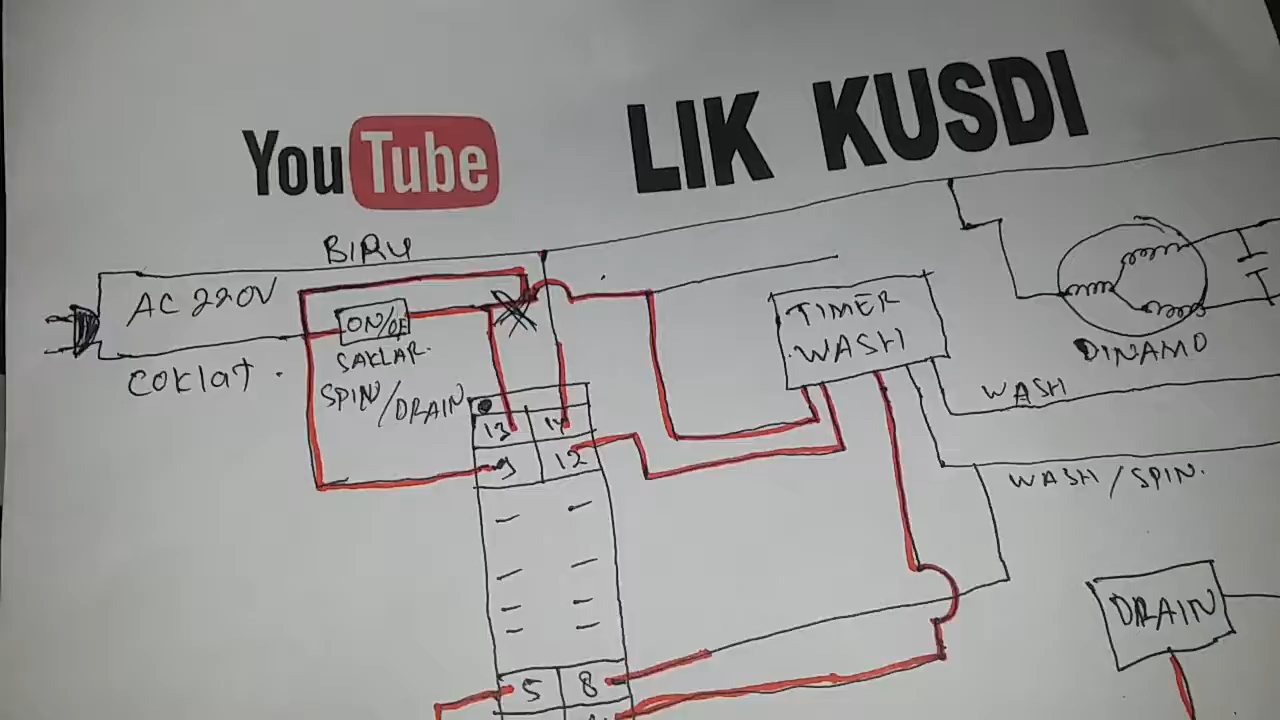 YouTube
LIK KUSDI
BIRU
AC 220V
ON/OF
SAKLAR
COKLAT
SPIN/DRAIN
TIMER
WASH
DINAMO
WASH
WASH/SPIN.
13 14
9 12
DRAIN
5 8